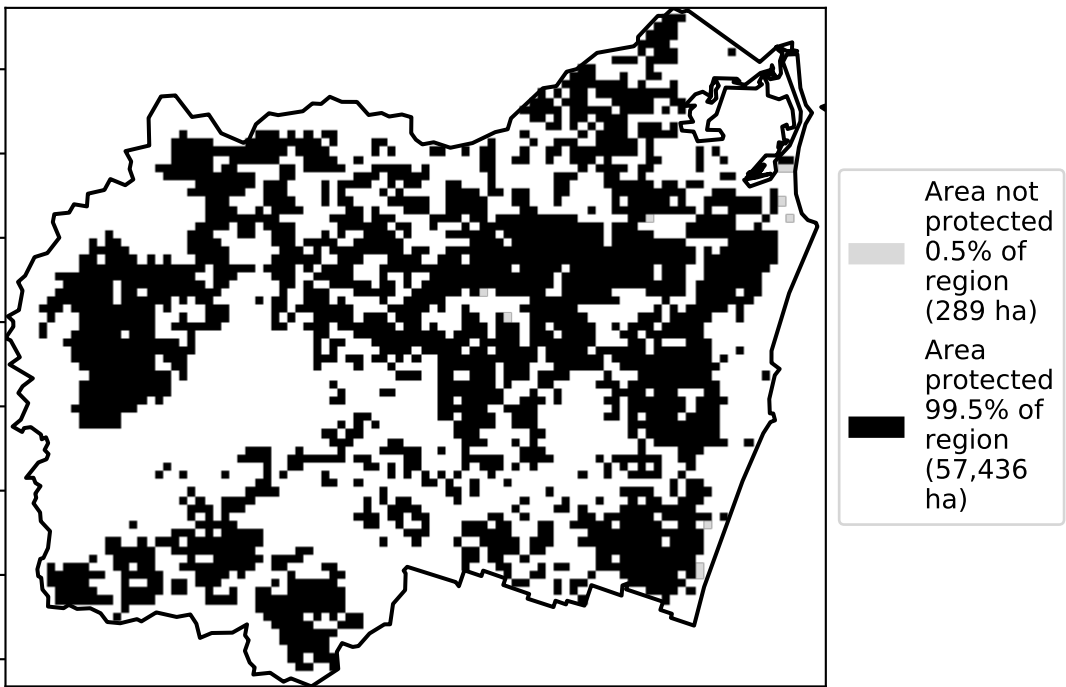 Area not
protected
0.5% of
region
(289 ha)
Area
protected
99.5% of
region
(57,436
ha)